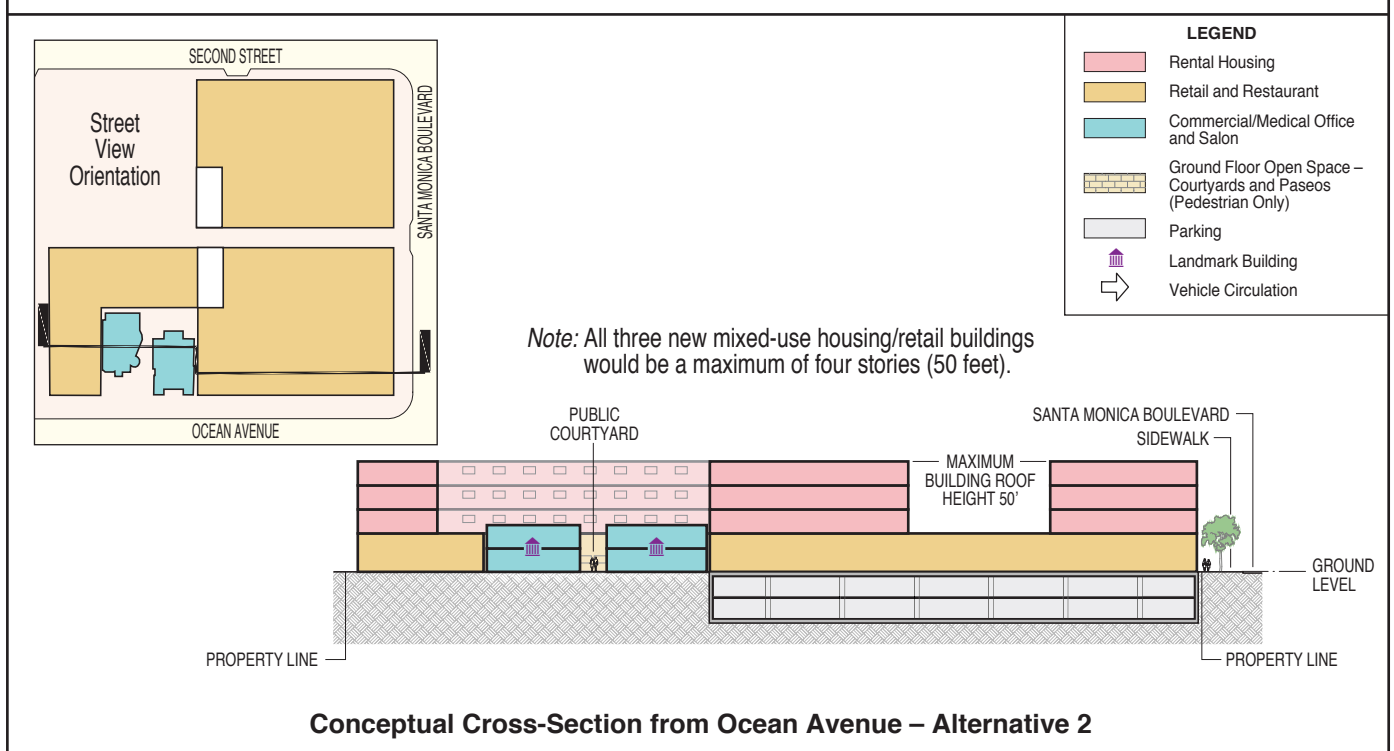 SECOND STREET
Street
View
Orientation
SANTA MONICA BOULEVARD
OCEAN AVENUE
LEGEND
Rental Housing
Retail and Restaurant
Commercial/Medical Office
and Salon
Ground Floor Open Space –
Courtyards and Paseos
(Pedestrian Only)
Parking
Landmark Building
Vehicle Circulation
Note: All three new mixed-use housing/retail buildings
would be a maximum of four stories (50 feet).
PUBLIC
COURTYARD
SANTA MONICA BOULEVARD
SIDEWALK
MAXIMUM
BUILDING ROOF
HEIGHT 50'
GROUND
LEVEL
PROPERTY LINE
PROPERTY LINE
Conceptual Cross-Section from Ocean Avenue – Alternative 2